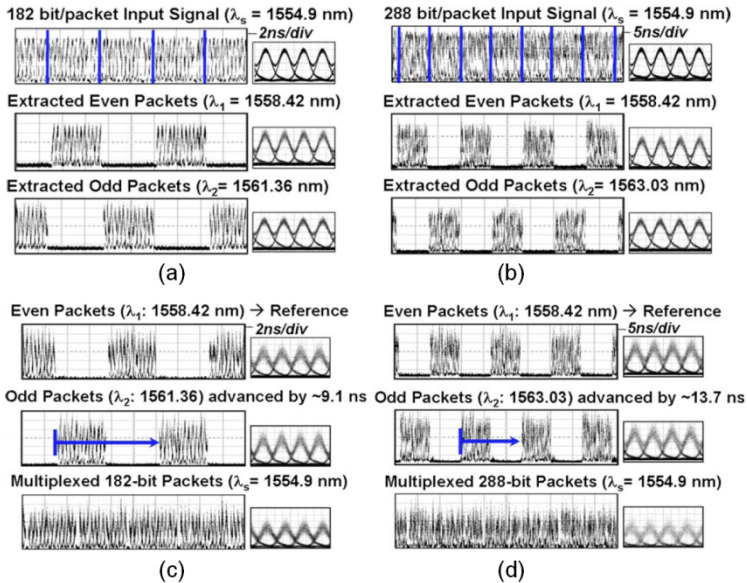 182 bit/packet Input Signal (λs = 1554.9 nm)
2ns/div
Extracted Even Packets (λ1 = 1558.42 nm)
Extracted Odd Packets (λ2= 1561.36 nm)
(a)
288 bit/packet Input Signal (λs = 1554.9 nm)
5ns/div
Extracted Even Packets (λ1 = 1558.42 nm)
Extracted Odd Packets (λ2 = 1563.03 nm)
(b)
Even Packets (λ1: 1558.42 nm) → Reference
2ns/div
Odd Packets (λ2: 1561.36) advanced by ~9.1 ns
Multiplexed 182-bit Packets (λs = 1554.9 nm)
(c)
Even Packets (λ1: 1558.42 nm) → Reference
5ns/div
Odd Packets (λ2: 1563.03) advanced by ~13.7 ns
Multiplexed 288-bit Packets (λs = 1554.9 nm)
(d)